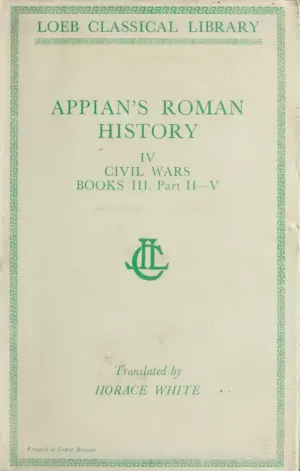 LOEB CLASSICAL LIBRARY
APPIAN'S ROMAN
HISTORY
IV
CIVIL WARS
BOOKS III. Part II—V
LCL
Translated by
HORACE WHITE
Printed in Great Britain